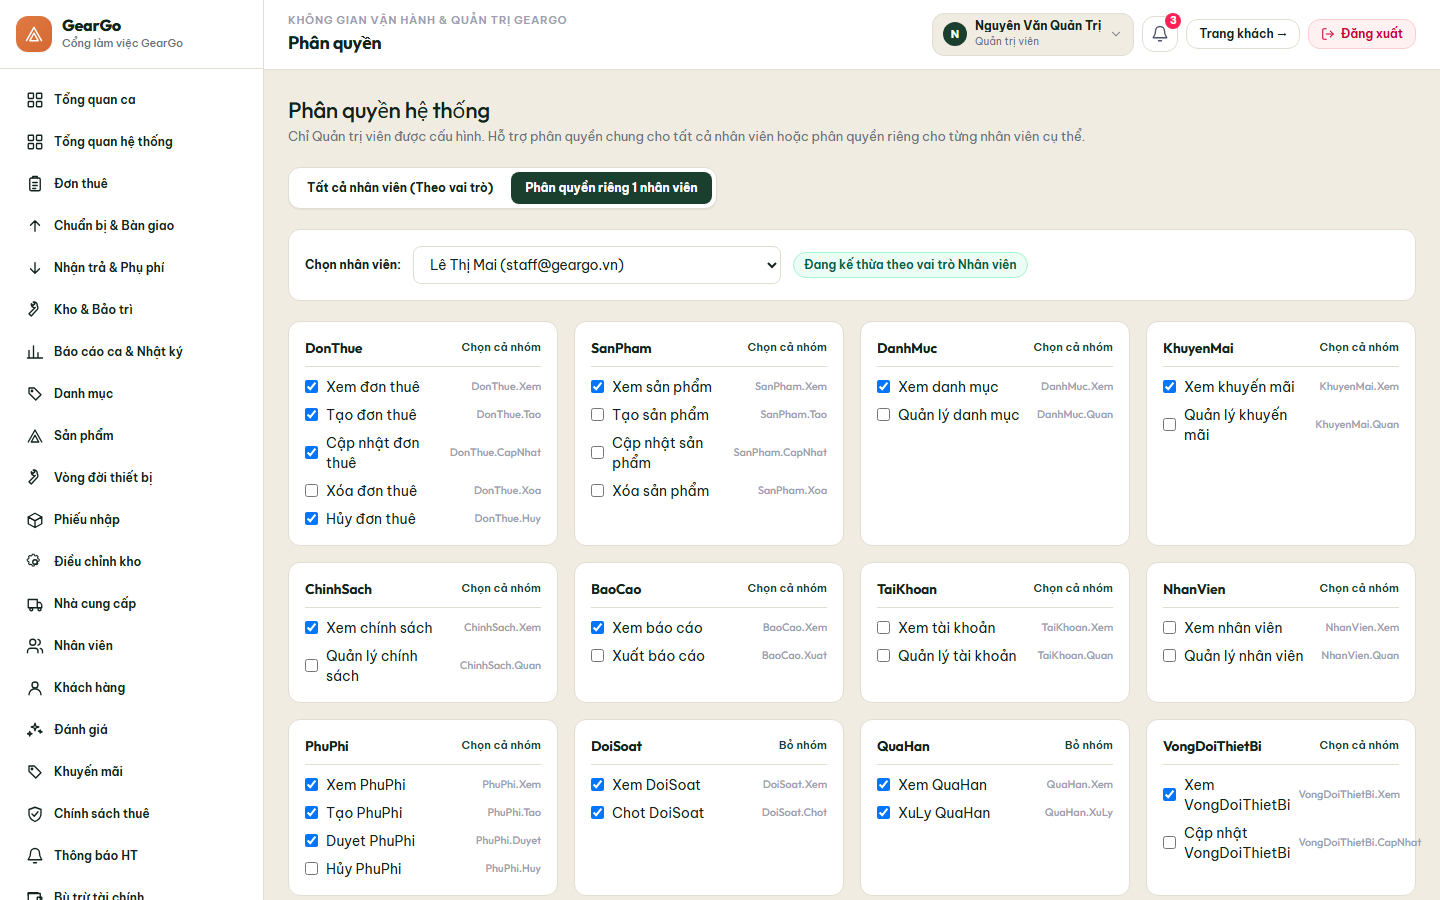 GearGo
Cổng làm việc GearGo
Tổng quan ca
Tổng quan hệ thống
Đơn thuê
Chuẩn bị & Bàn giao
Nhận trả & Phụ phí
Kho & Bảo trì
Báo cáo ca & Nhật ký
Danh mục
Sản phẩm
Vòng đời thiết bị
Phiếu nhập
Điều chỉnh kho
Nhà cung cấp
Nhân viên
Khách hàng
Đánh giá
Khuyến mãi
Chính sách thuê
Thông báo HT
Bù trừ tài chính
KHÔNG GIAN VẬN HÀNH & QUẢN TRỊ GEARGO
Phân quyền
N
Nguyễn Văn Quản Trị
Quản trị viên
3
Trang khách →
Đăng xuất
Phân quyền hệ thống
Chỉ Quản trị viên được cấu hình. Hỗ trợ phân quyền chung cho tất cả nhân viên hoặc phân quyền riêng cho từng nhân viên cụ thể.
Tất cả nhân viên (Theo vai trò)
Phân quyền riêng 1 nhân viên
Chọn nhân viên:
Lê Thị Mai (staff@geargo.vn)
Đang kế thừa theo vai trò Nhân viên
DonThue Chọn cả nhóm
Xem đơn thuê DonThue.Xem
Tạo đơn thuê DonThue.Tao
Cập nhật đơn thuê DonThue.CapNhat
Xóa đơn thuê DonThue.Xoa
Hủy đơn thuê DonThue.Huy
SanPham Chọn cả nhóm
Xem sản phẩm SanPham.Xem
Tạo sản phẩm SanPham.Tao
Cập nhật sản phẩm SanPham.CapNhat
Xóa sản phẩm SanPham.Xoa
DanhMuc Chọn cả nhóm
Xem danh mục DanhMuc.Xem
Quản lý danh mục DanhMuc.Quan
KhuyenMai Chọn cả nhóm
Xem khuyến mãi KhuyenMai.Xem
Quản lý khuyến mãi KhuyenMai.Quan
ChinhSach Chọn cả nhóm
Xem chính sách ChinhSach.Xem
Quản lý chính sách ChinhSach.Quan
BaoCao Chọn cả nhóm
Xem báo cáo BaoCao.Xem
Xuất báo cáo BaoCao.Xuat
TaiKhoan Chọn cả nhóm
Xem tài khoản TaiKhoan.Xem
Quản lý tài khoản TaiKhoan.Quan
NhanVien Chọn cả nhóm
Xem nhân viên NhanVien.Xem
Quản lý nhân viên NhanVien.Quan
PhuPhi Chọn cả nhóm
Xem PhuPhi PhuPhi.Xem
Tạo PhuPhi PhuPhi.Tao
Duyet PhuPhi PhuPhi.Duyet
Hủy PhuPhi PhuPhi.Huy
DoiSoat Bỏ nhóm
Xem DoiSoat DoiSoat.Xem
Chot DoiSoat DoiSoat.Chot
QuaHan Bỏ nhóm
Xem QuaHan QuaHan.Xem
XuLy QuaHan QuaHan.XuLy
VongDoiThietBi Chọn cả nhóm
Xem VongDoiThietBi VongDoiThietBi.Xem
Cập nhật VongDoiThietBi VongDoiThietBi.CapNhat